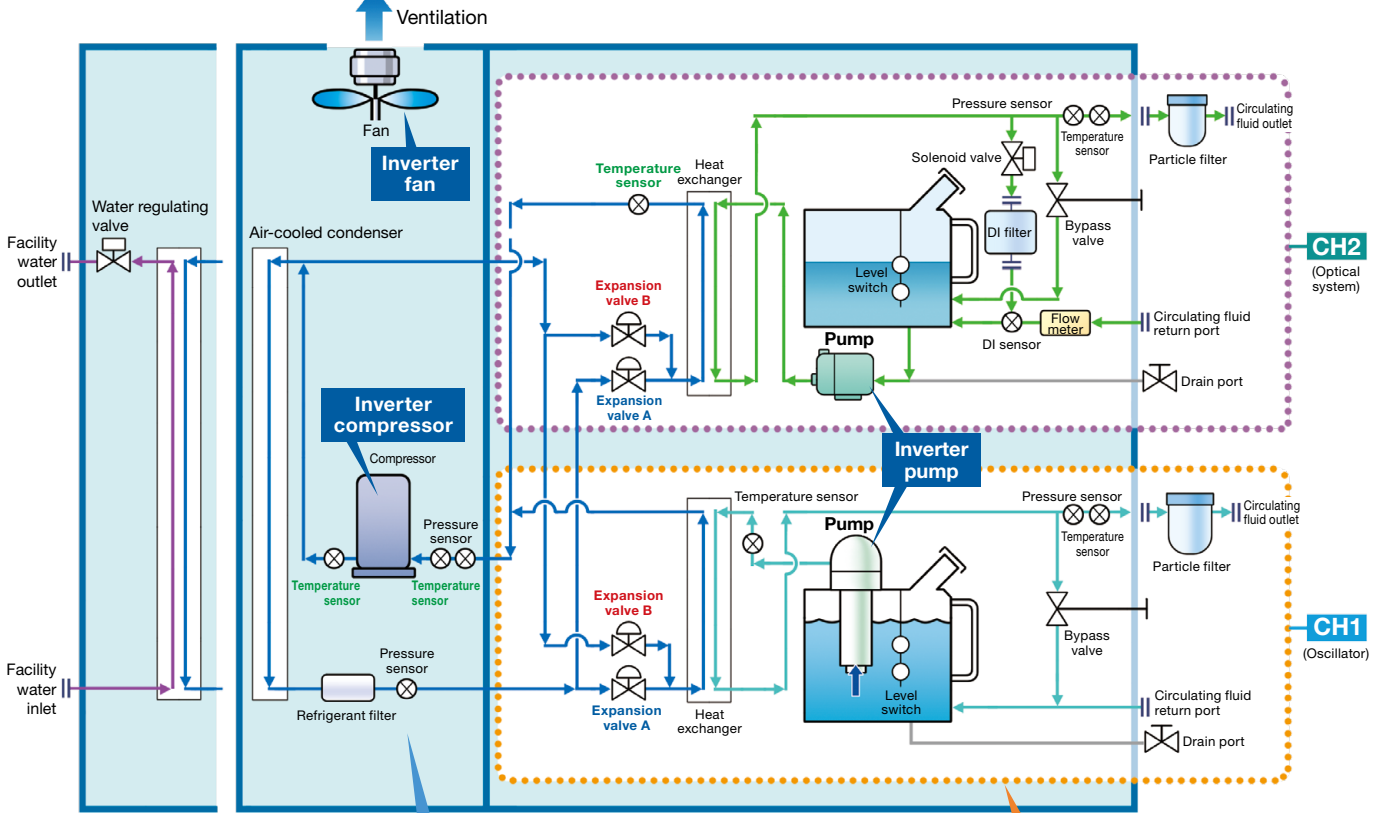 Ventilation
Fan
Inverter
fan
Water regulating
valve
Facility
water
outlet
Air-cooled condenser
Inverter
compressor
Compressor
Pressure
sensor
Temperature
sensor
Temperature
sensor
Facility
water
inlet
Refrigerant filter
Pressure
sensor
Temperature
sensor
Heat
exchanger
Expansion
valve B
Expansion
valve A
Pressure sensor
Temperature
sensor
Solenoid valve
DI filter
Bypass
valve
Particle filter
Circulating
fluid outlet
Level
switch
Flow
meter
DI sensor
Circulating fluid
return port
Pump
Drain port
CH2
(Optical
system)
Inverter
pump
Temperature sensor
Pump
Pressure sensor
Temperature
sensor
Particle filter
Circulating
fluid outlet
Expansion
valve B
Expansion
valve A
Heat
exchanger
Level
switch
Bypass
valve
Circulating fluid
return port
Drain port
CH1
(Oscillator)